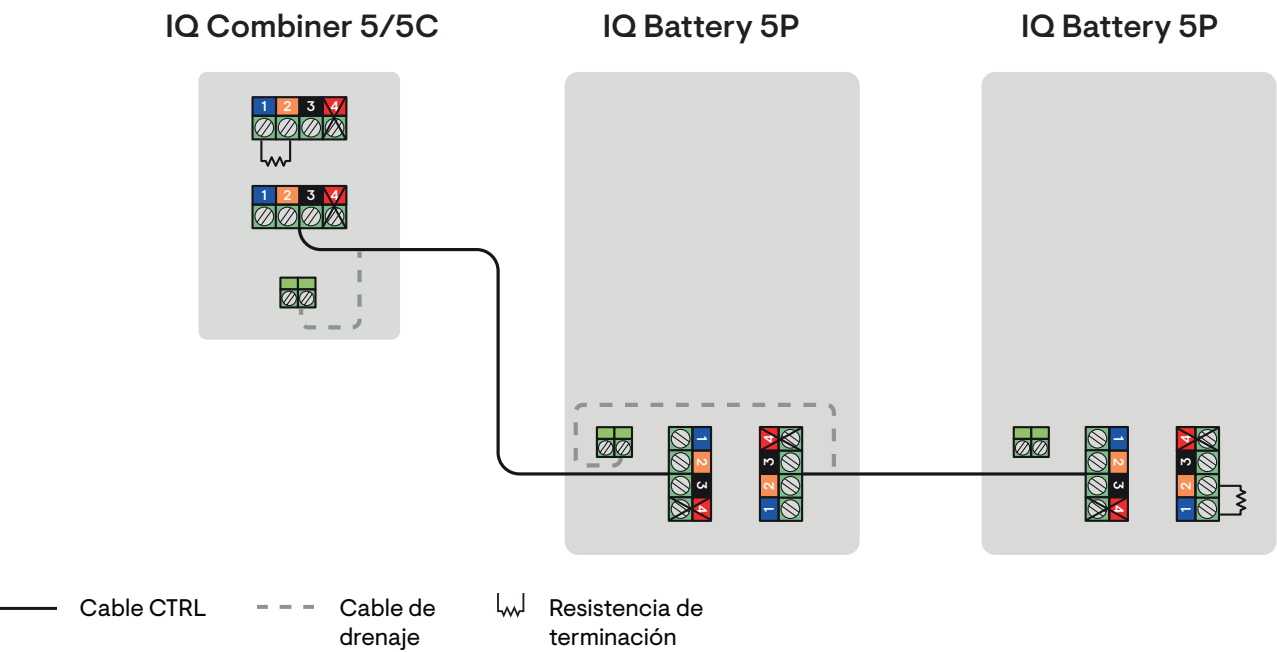 IQ Combiner 5/5C
IQ Battery 5P
IQ Battery 5P
1 2 3 4
1 2 3 4
1
2
3
4
4
3
2
1
1
2
3
4
4
3
2
1
Cable CTRL
Cable de
drenaje
Resistencia de
terminación